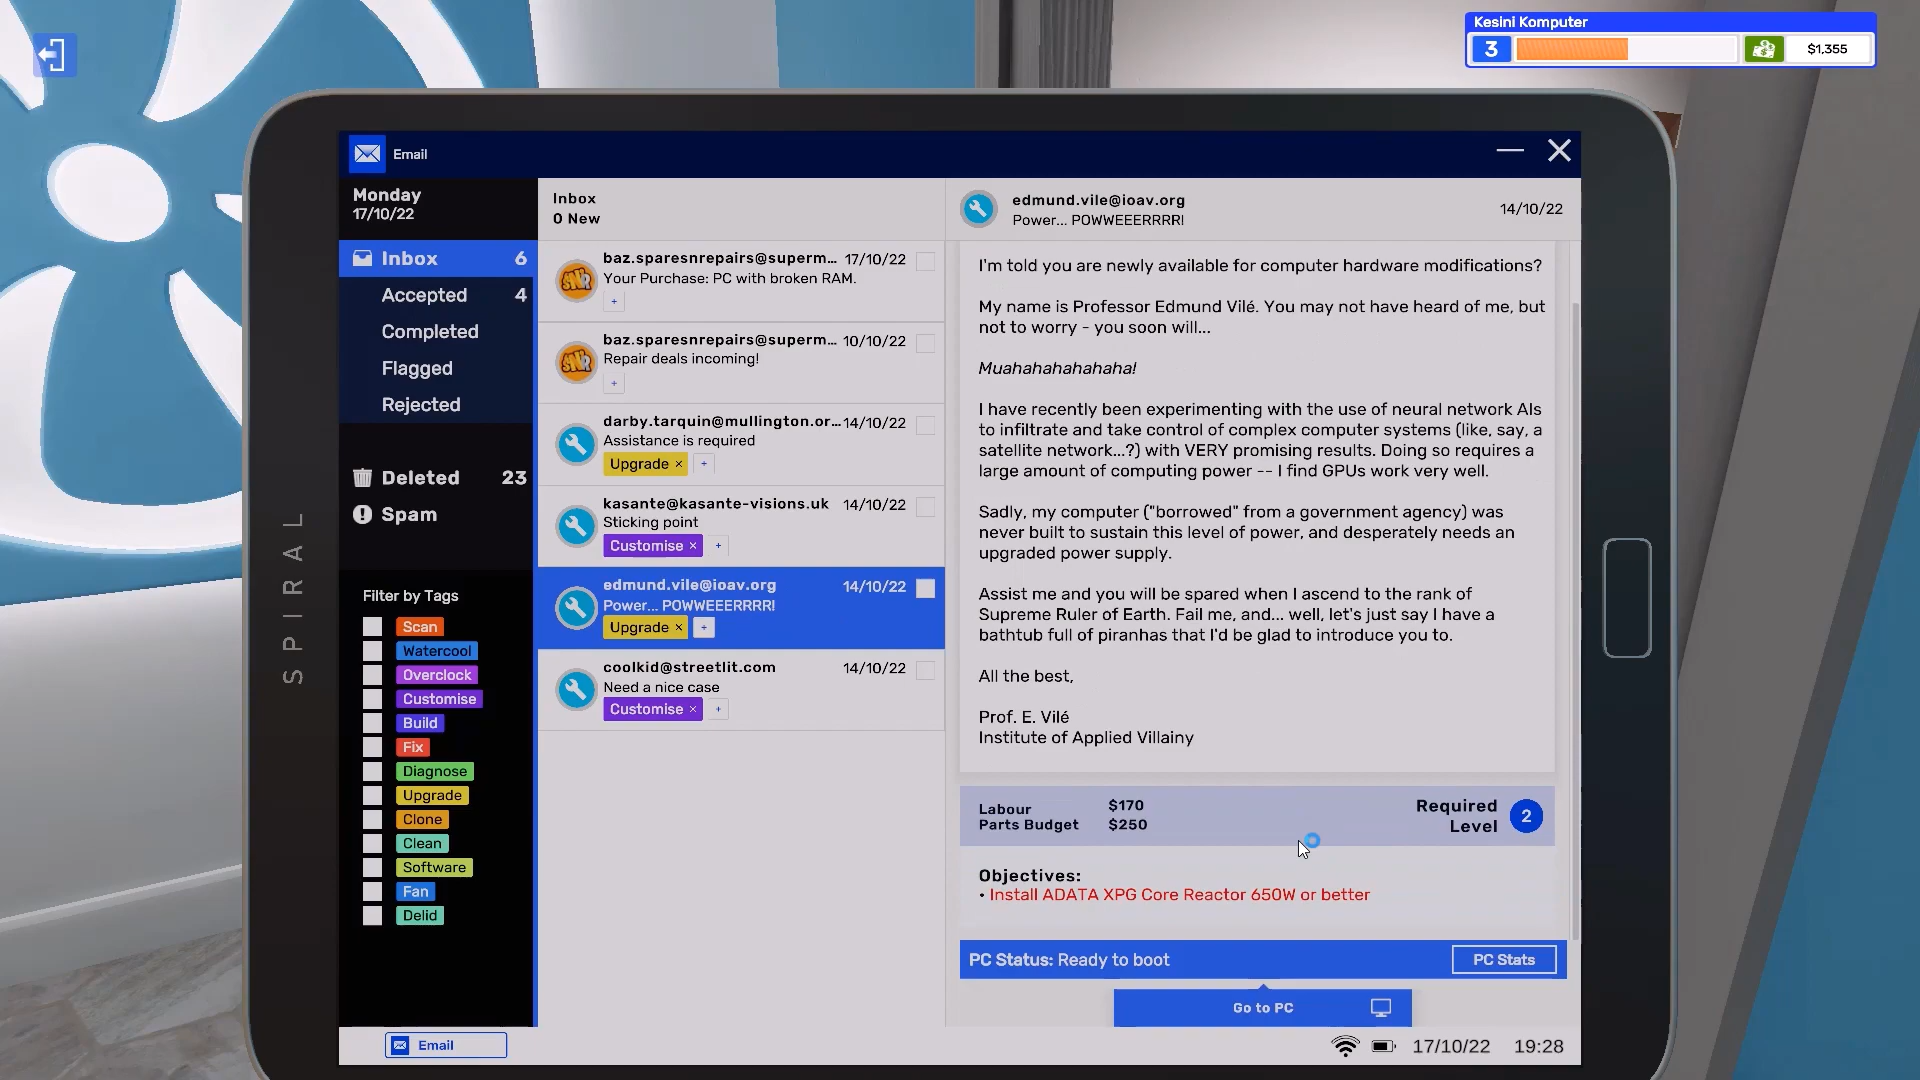 Kesini Komputer
3
$1,355
Email
Monday
17/10/22
Inbox 6
Accepted 4
Completed
Flagged
Rejected
Deleted 23
Spam
Filter by Tags
Scan
Watercool
Overclock
Customise
Build
Fix
Diagnose
Upgrade
Clone
Clean
Software
Fan
Delid
Inbox
0 New
baz.sparesnrepairs@superm... 17/10/22
Your Purchase: PC with broken RAM.
+
baz.sparesnrepairs@superm... 10/10/22
Repair deals incoming!
+
darby.tarquin@mullington.or... 14/10/22
Assistance is required
Upgrade × +
kasante@kasante-visions.uk 14/10/22
Sticking point
Customise × +
edmund.vile@ioav.org 14/10/22
Power... POWWEEERRRR!
Upgrade × +
coolkid@streetlit.com 14/10/22
Need a nice case
Customise × +
edmund.vile@ioav.org
Power... POWWEEERRRR!
14/10/22
I'm told you are newly available for computer hardware modifications?
My name is Professor Edmund Vilé. You may not have heard of me, but
not to worry - you soon will...
Muahahahahahaha!
I have recently been experimenting with the use of neural network AIs
to infiltrate and take control of complex computer systems (like, say, a
satellite network...?) with VERY promising results. Doing so requires a
large amount of computing power -- I find GPUs work very well.
Sadly, my computer ("borrowed" from a government agency) was
never built to sustain this level of power, and desperately needs an
upgraded power supply.
Assist me and you will be spared when I ascend to the rank of
Supreme Ruler of Earth. Fail me, and... well, let's just say I have a
bathtub full of piranhas that I'd be glad to introduce you to.
All the best,
Prof. E. Vilé
Institute of Applied Villainy
Labour $170
Parts Budget $250
Required
Level 2
Objectives:
• Install ADATA XPG Core Reactor 650W or better
PC Status: Ready to boot
PC Stats
Go to PC
Email
17/10/22 19:28
SPIRAL
SNR
SNR